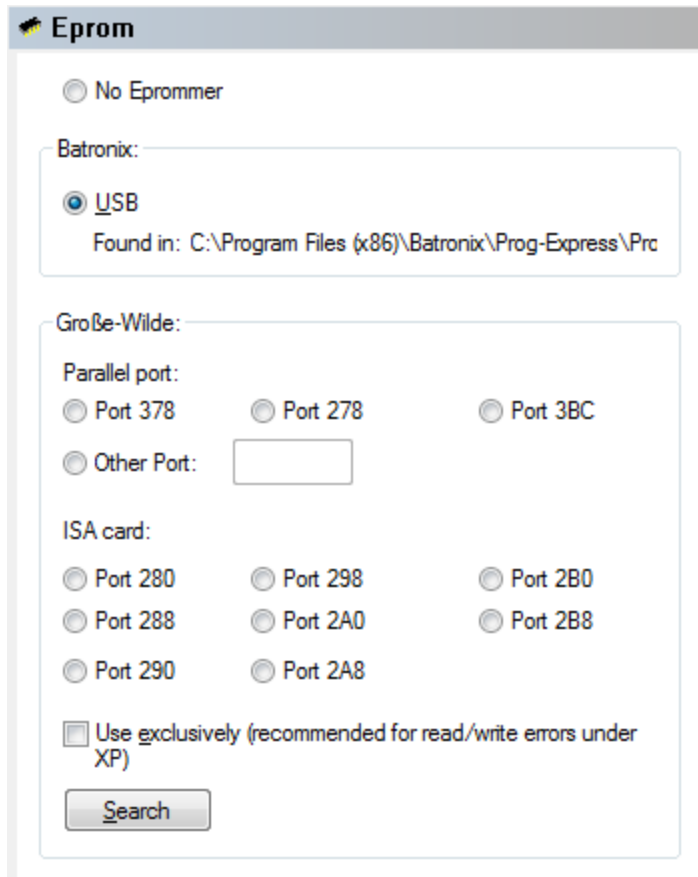 Eprom
No Eprommer
Batronix:
USB
Found in: C:\Program Files (x86)\Batronix\Prog-Express\Pro
Große-Wilde:
Parallel port:
Port 378 Port 278 Port 3BC
Other Port:
ISA card:
Port 280 Port 298 Port 2B0
Port 288 Port 2A0 Port 2B8
Port 290 Port 2A8
Use exclusively (recommended for read/write errors under
XP)
Search